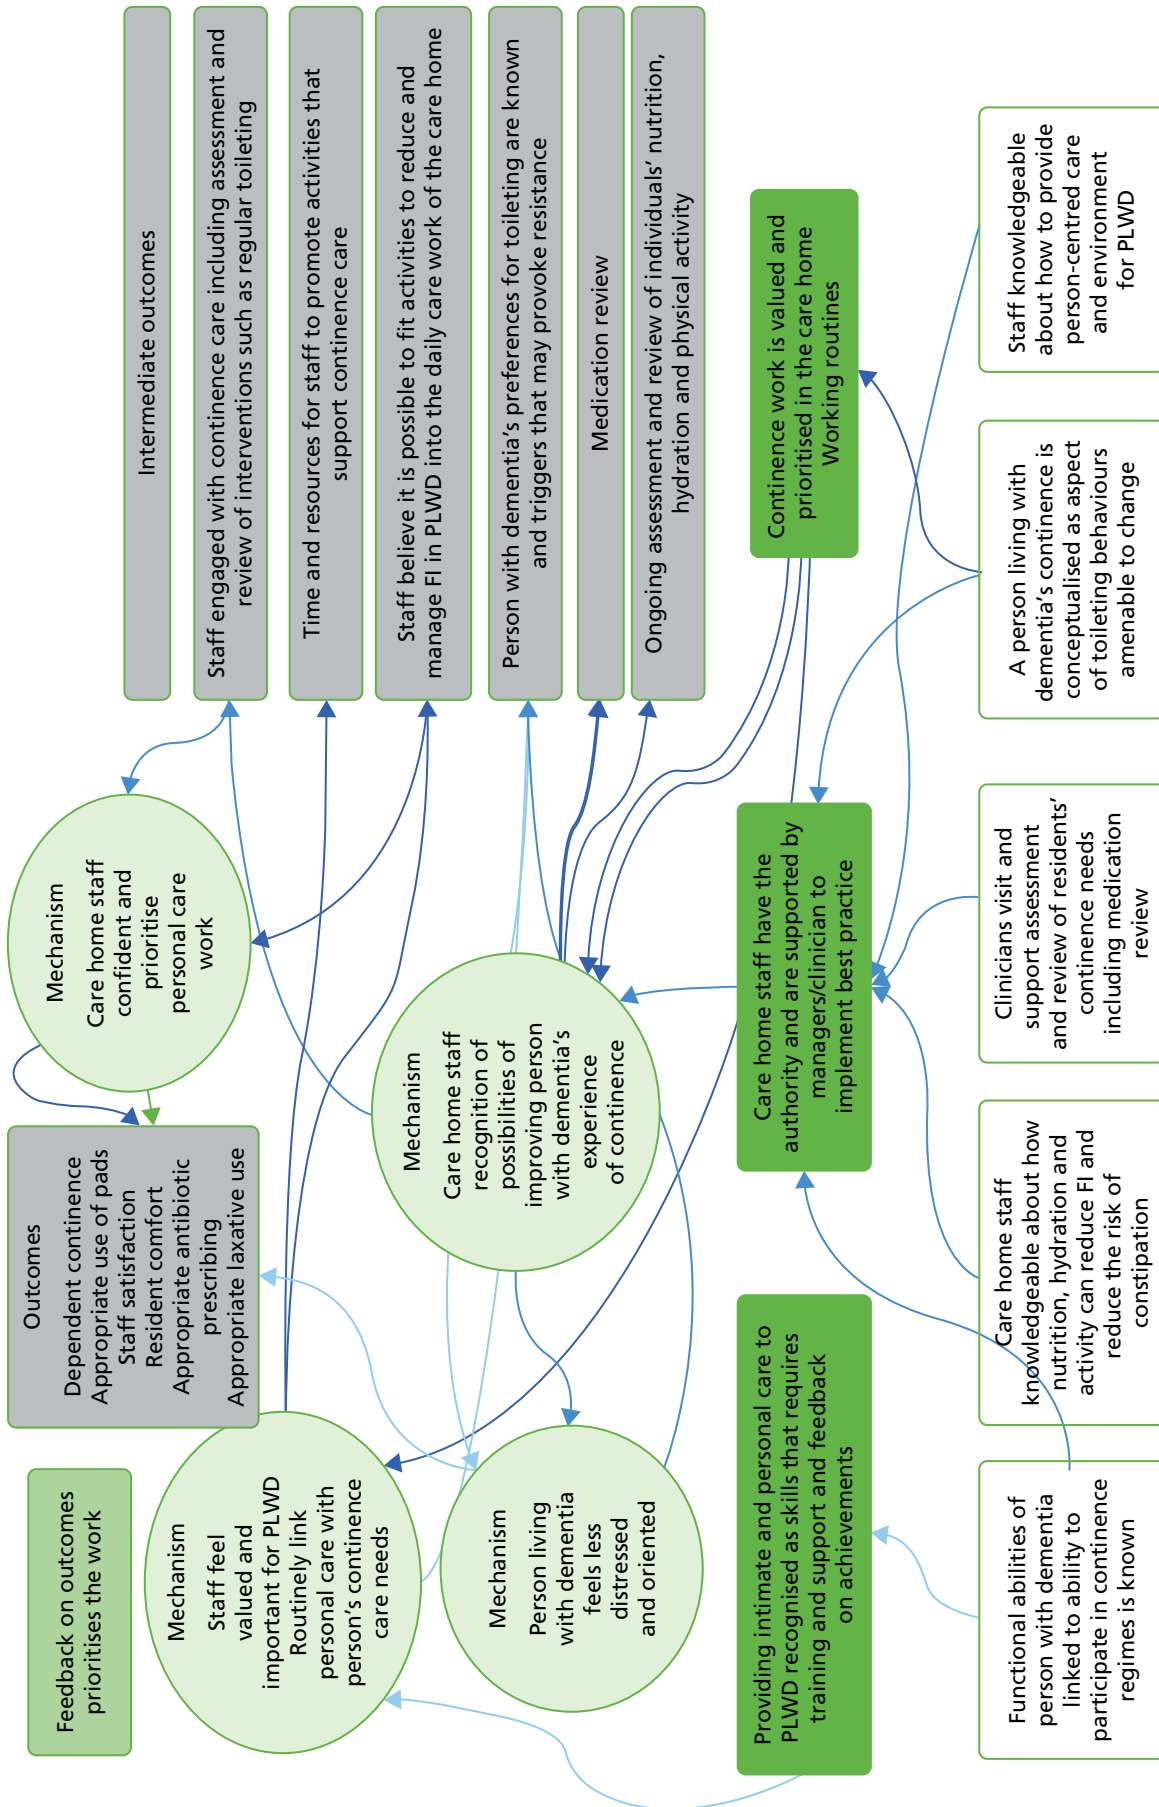 Feedback on outcomes
prioritises the work
Outcomes
Dependent continence
Appropriate use of pads
Staff satisfaction
Resident comfort
Appropriate antibiotic
prescribing
Appropriate laxative use
Mechanism
Care home staff
confident and
prioritise
personal care
work
Intermediate outcomes
Staff engaged with continence care including assessment and
review of interventions such as regular toileting
Time and resources for staff to promote activities that
support continence care
Staff believe it is possible to fit activities to reduce and
manage FI in PLWD into the daily care work of the care home
Person with dementia's preferences for toileting are known
and triggers that may provoke resistance
Medication review
Ongoing assessment and review of individuals' nutrition,
hydration and physical activity
Mechanism
Staff feel
valued and
important for PLWD
Routinely link
personal care with
person's continence
care needs
Mechanism
Care home staff
recognition of
possibilities of
improving person
with dementia's
experience
of continence
Mechanism
Person living
with dementia
feels less
distressed
and oriented
Providing intimate and personal care to
PLWD recognised as skills that requires
training and support and feedback
on achievements
Care home staff have the
authority and are supported by
managers/clinician to
implement best practice
Continence work is valued and
prioritised in the care home
Working routines
Functional abilities of
person with dementia
linked to ability to
participate in continence
regimes is known
Care home staff
knowledgeable about how
nutrition, hydration and
activity can reduce FI and
reduce the risk of
constipation
Clinicians visit and
support assessment
and review of residents'
continence needs
including medication
review
A person living with
dementia's continence is
conceptualised as aspect
of toileting behaviours
amenable to change
Staff knowledgeable
about how to provide
person-centred care
and environment
for PLWD